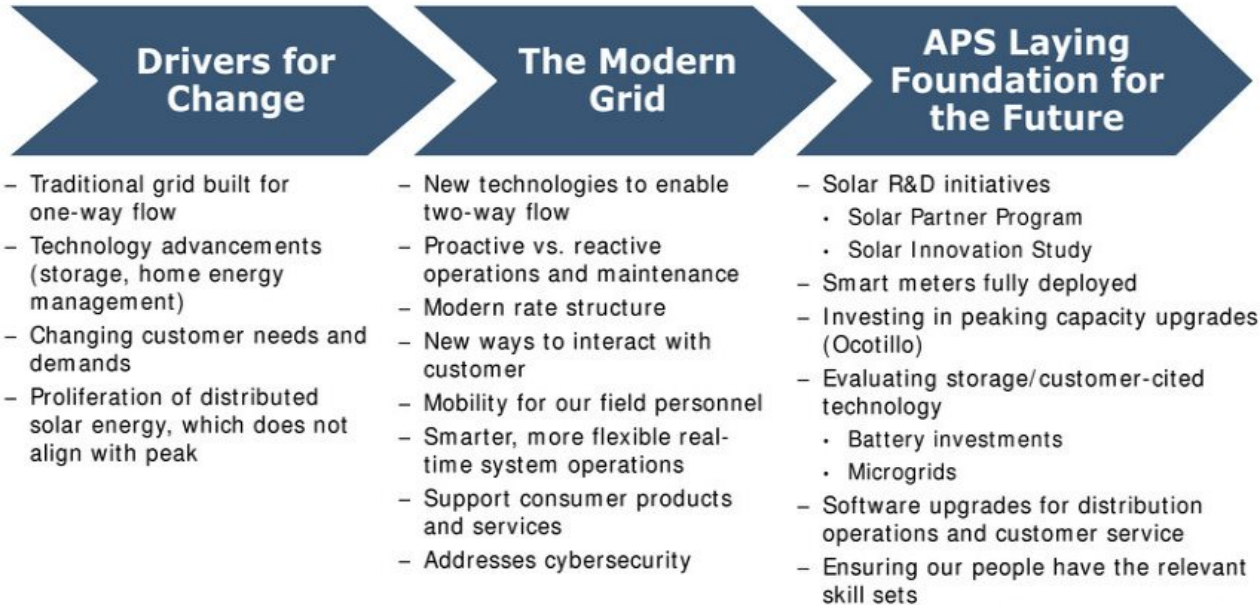 Drivers for
Change
– Traditional grid built for
one-way flow
– Technology advancements
(storage, home energy
management)
– Changing customer needs and
demands
– Proliferation of distributed
solar energy, which does not
align with peak
The Modern
Grid
– New technologies to enable
two-way flow
– Proactive vs. reactive
operations and maintenance
– Modern rate structure
– New ways to interact with
customer
– Mobility for our field personnel
– Smarter, more flexible real-
time system operations
– Support consumer products
and services
– Addresses cybersecurity
APS Laying
Foundation for
the Future
– Solar R&D initiatives
• Solar Partner Program
• Solar Innovation Study
– Smart meters fully deployed
– Investing in peaking capacity upgrades
(Ocotillo)
– Evaluating storage/customer-cited
technology
• Battery investments
• Microgrids
– Software upgrades for distribution
operations and customer service
– Ensuring our people have the relevant
skill sets